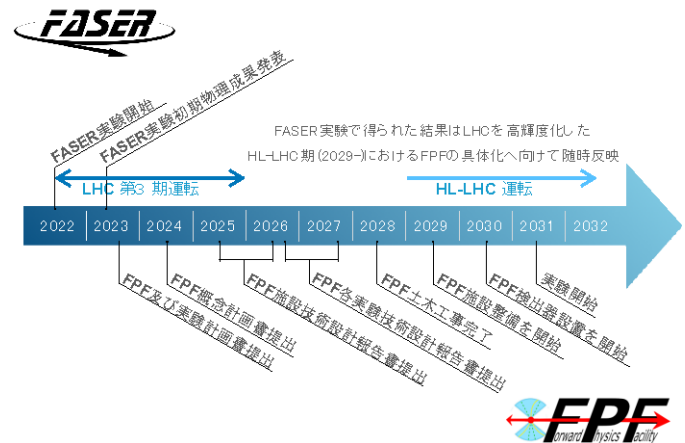 FASER
FASER実験開始
FASER実験初期物理成果発表
FASER実験で得られた結果はLHCを高輝度化した
HL-LHC期(2029-)におけるFPFの具体化へ向けて随時反映
LHC 第3 期運転
HL-LHC 運転
2022 2023 2024 2025 2026 2027 2028 2029 2030 2031 2032
FPF及び実験計画書提出
FPF概念計画書提出
FPF施設技術設計報告書提出
FPF各実験技術設計報告書提出
FPF土木工事完了
FPF施設整備を開始
FPF検出器設置を開始
実験開始
FPF
Forward Physics Facility